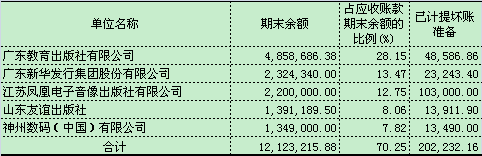 单位名称 期末余额 占应收账款期末余额的比例(%) 已计提坏账准备
广东教育出版社有限公司 4,858,686.38 28.15 48,586.86
广东新华发行集团股份有限公司 2,324,340.00 13.47 23,243.40
江苏凤凰电子音像出版社有限公司 2,200,000.00 12.75 103,000.00
山东友谊出版社 1,391,189.50 8.06 13,911.90
神州数码（中国）有限公司 1,349,000.00 7.82 13,490.00
合计 12,123,215.88 70.25 202,232.16